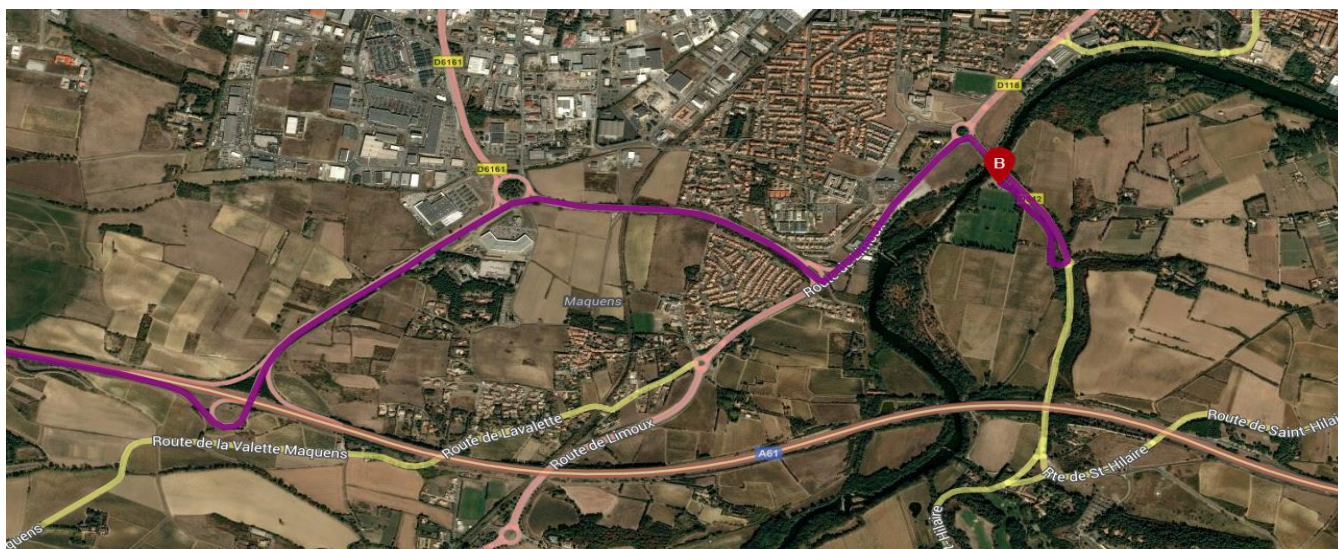 D6161
D118
B
D6161
Maquens
Route de la Valette Maquens
Route de Lavalette
Route de Limoux
A61
Route de Saint-Hilai
Rte de St-Hilaire
quens